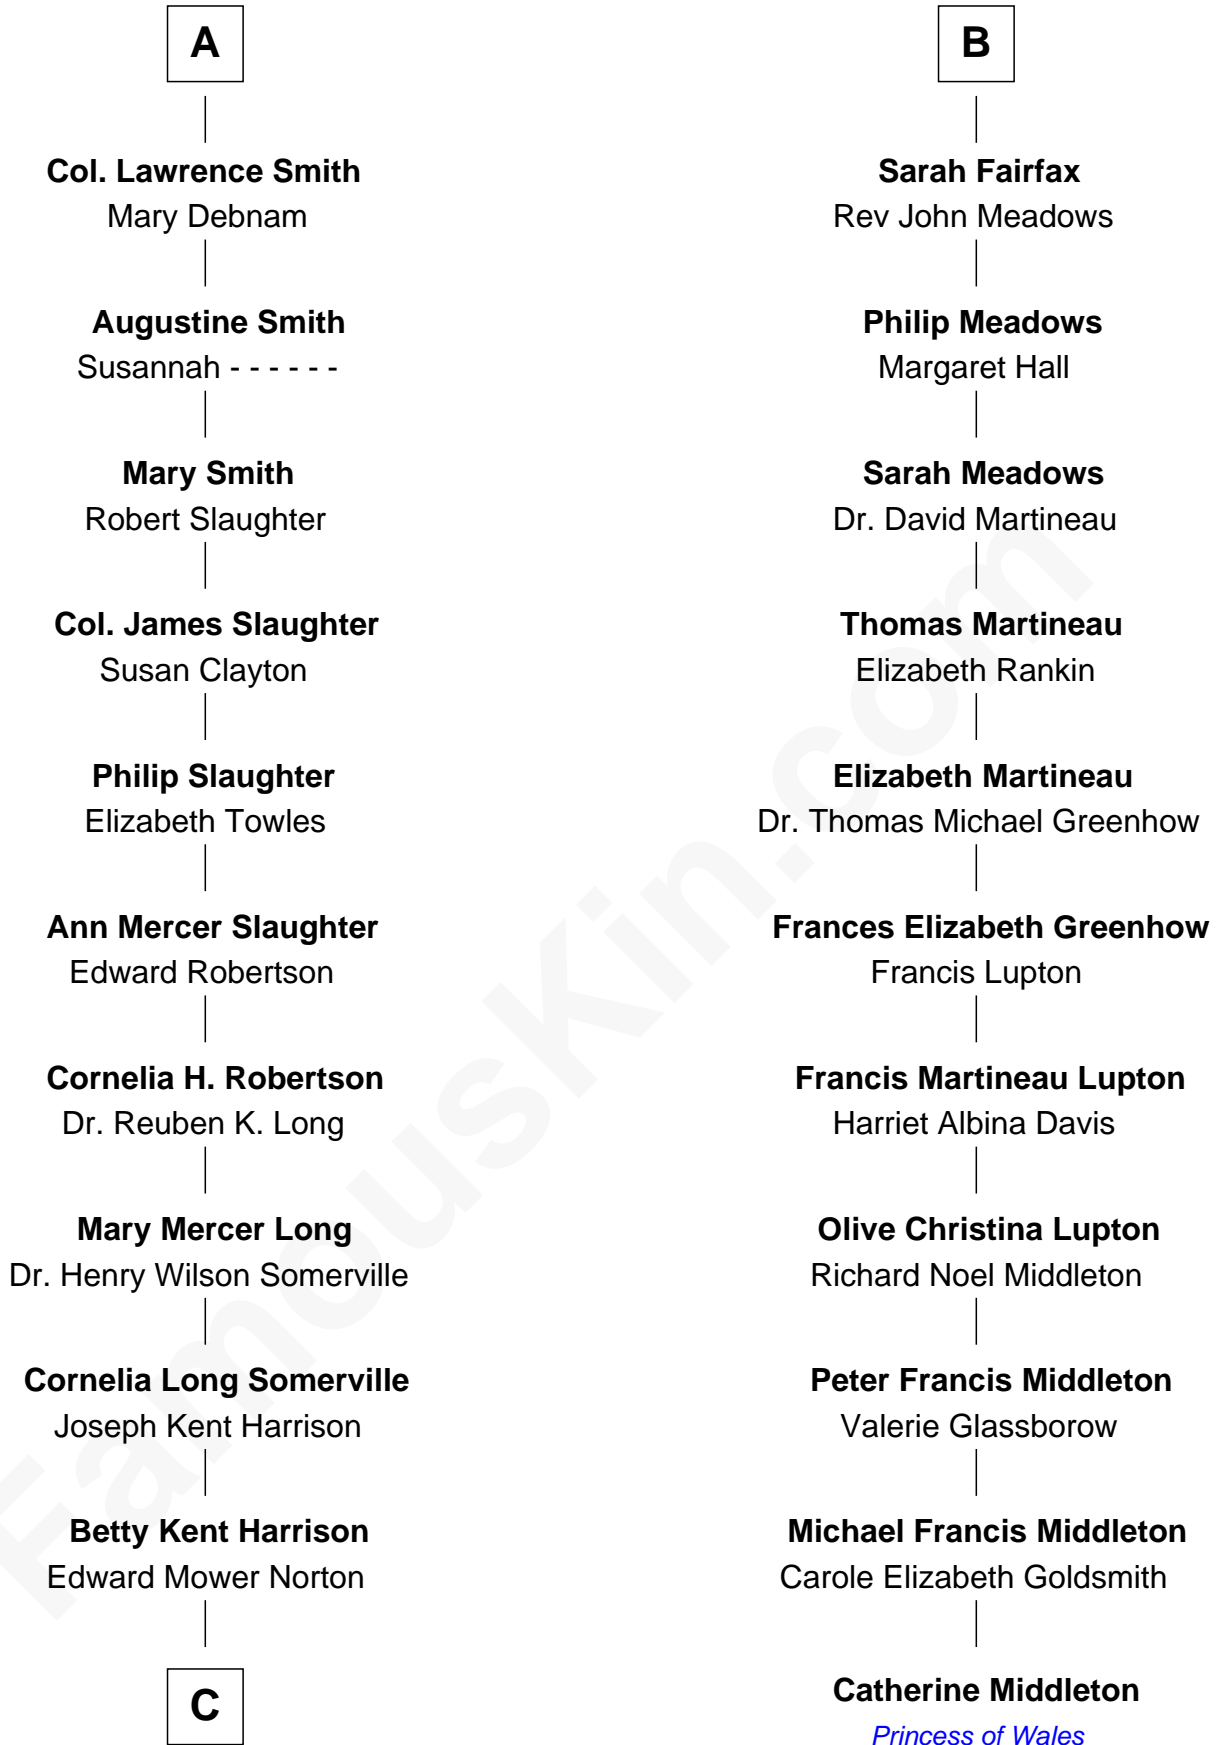 A
Col. Lawrence Smith
Mary Debnam
Augustine Smith
Susannah - - - - - -
Mary Smith
Robert Slaughter
Col. James Slaughter
Susan Clayton
Philip Slaughter
Elizabeth Towles
Ann Mercer Slaughter
Edward Robertson
Cornelia H. Robertson
Dr. Reuben K. Long
Mary Mercer Long
Dr. Henry Wilson Somerville
Cornelia Long Somerville
Joseph Kent Harrison
Betty Kent Harrison
Edward Mower Norton
C
B
Sarah Fairfax
Rev John Meadows
Philip Meadows
Margaret Hall
Sarah Meadows
Dr. David Martineau
Thomas Martineau
Elizabeth Rankin
Elizabeth Martineau
Dr. Thomas Michael Greenhow
Frances Elizabeth Greenhow
Francis Lupton
Francis Martineau Lupton
Harriet Albina Davis
Olive Christina Lupton
Richard Noel Middleton
Peter Francis Middleton
Valerie Glassborow
Michael Francis Middleton
Carole Elizabeth Goldsmith
Catherine Middleton
Princess of Wales
FamousKin.com